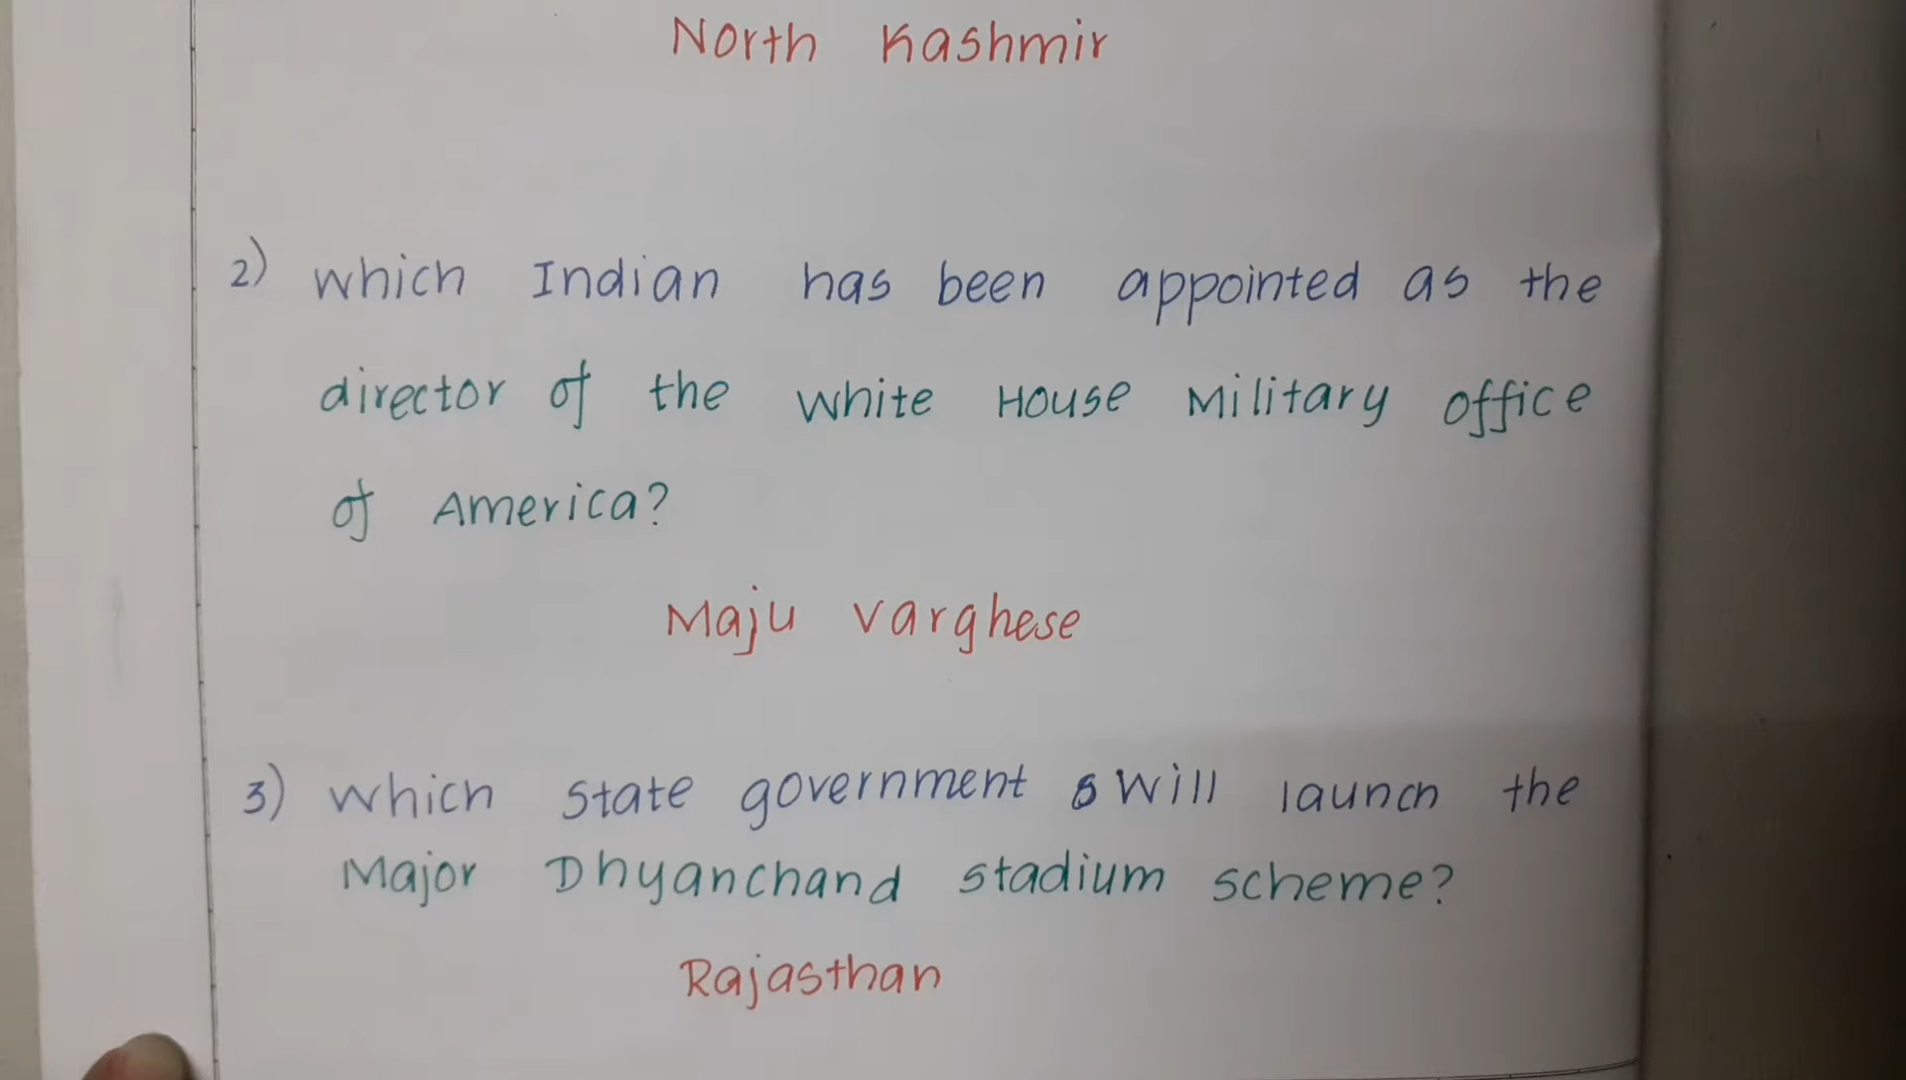 North Kashmir
2) which Indian has been appointed as the
director of the white House Military office
of America?
Maju varghese
3) which state government s will launch the
Major Dhyanchand stadium scheme?
Rajasthan